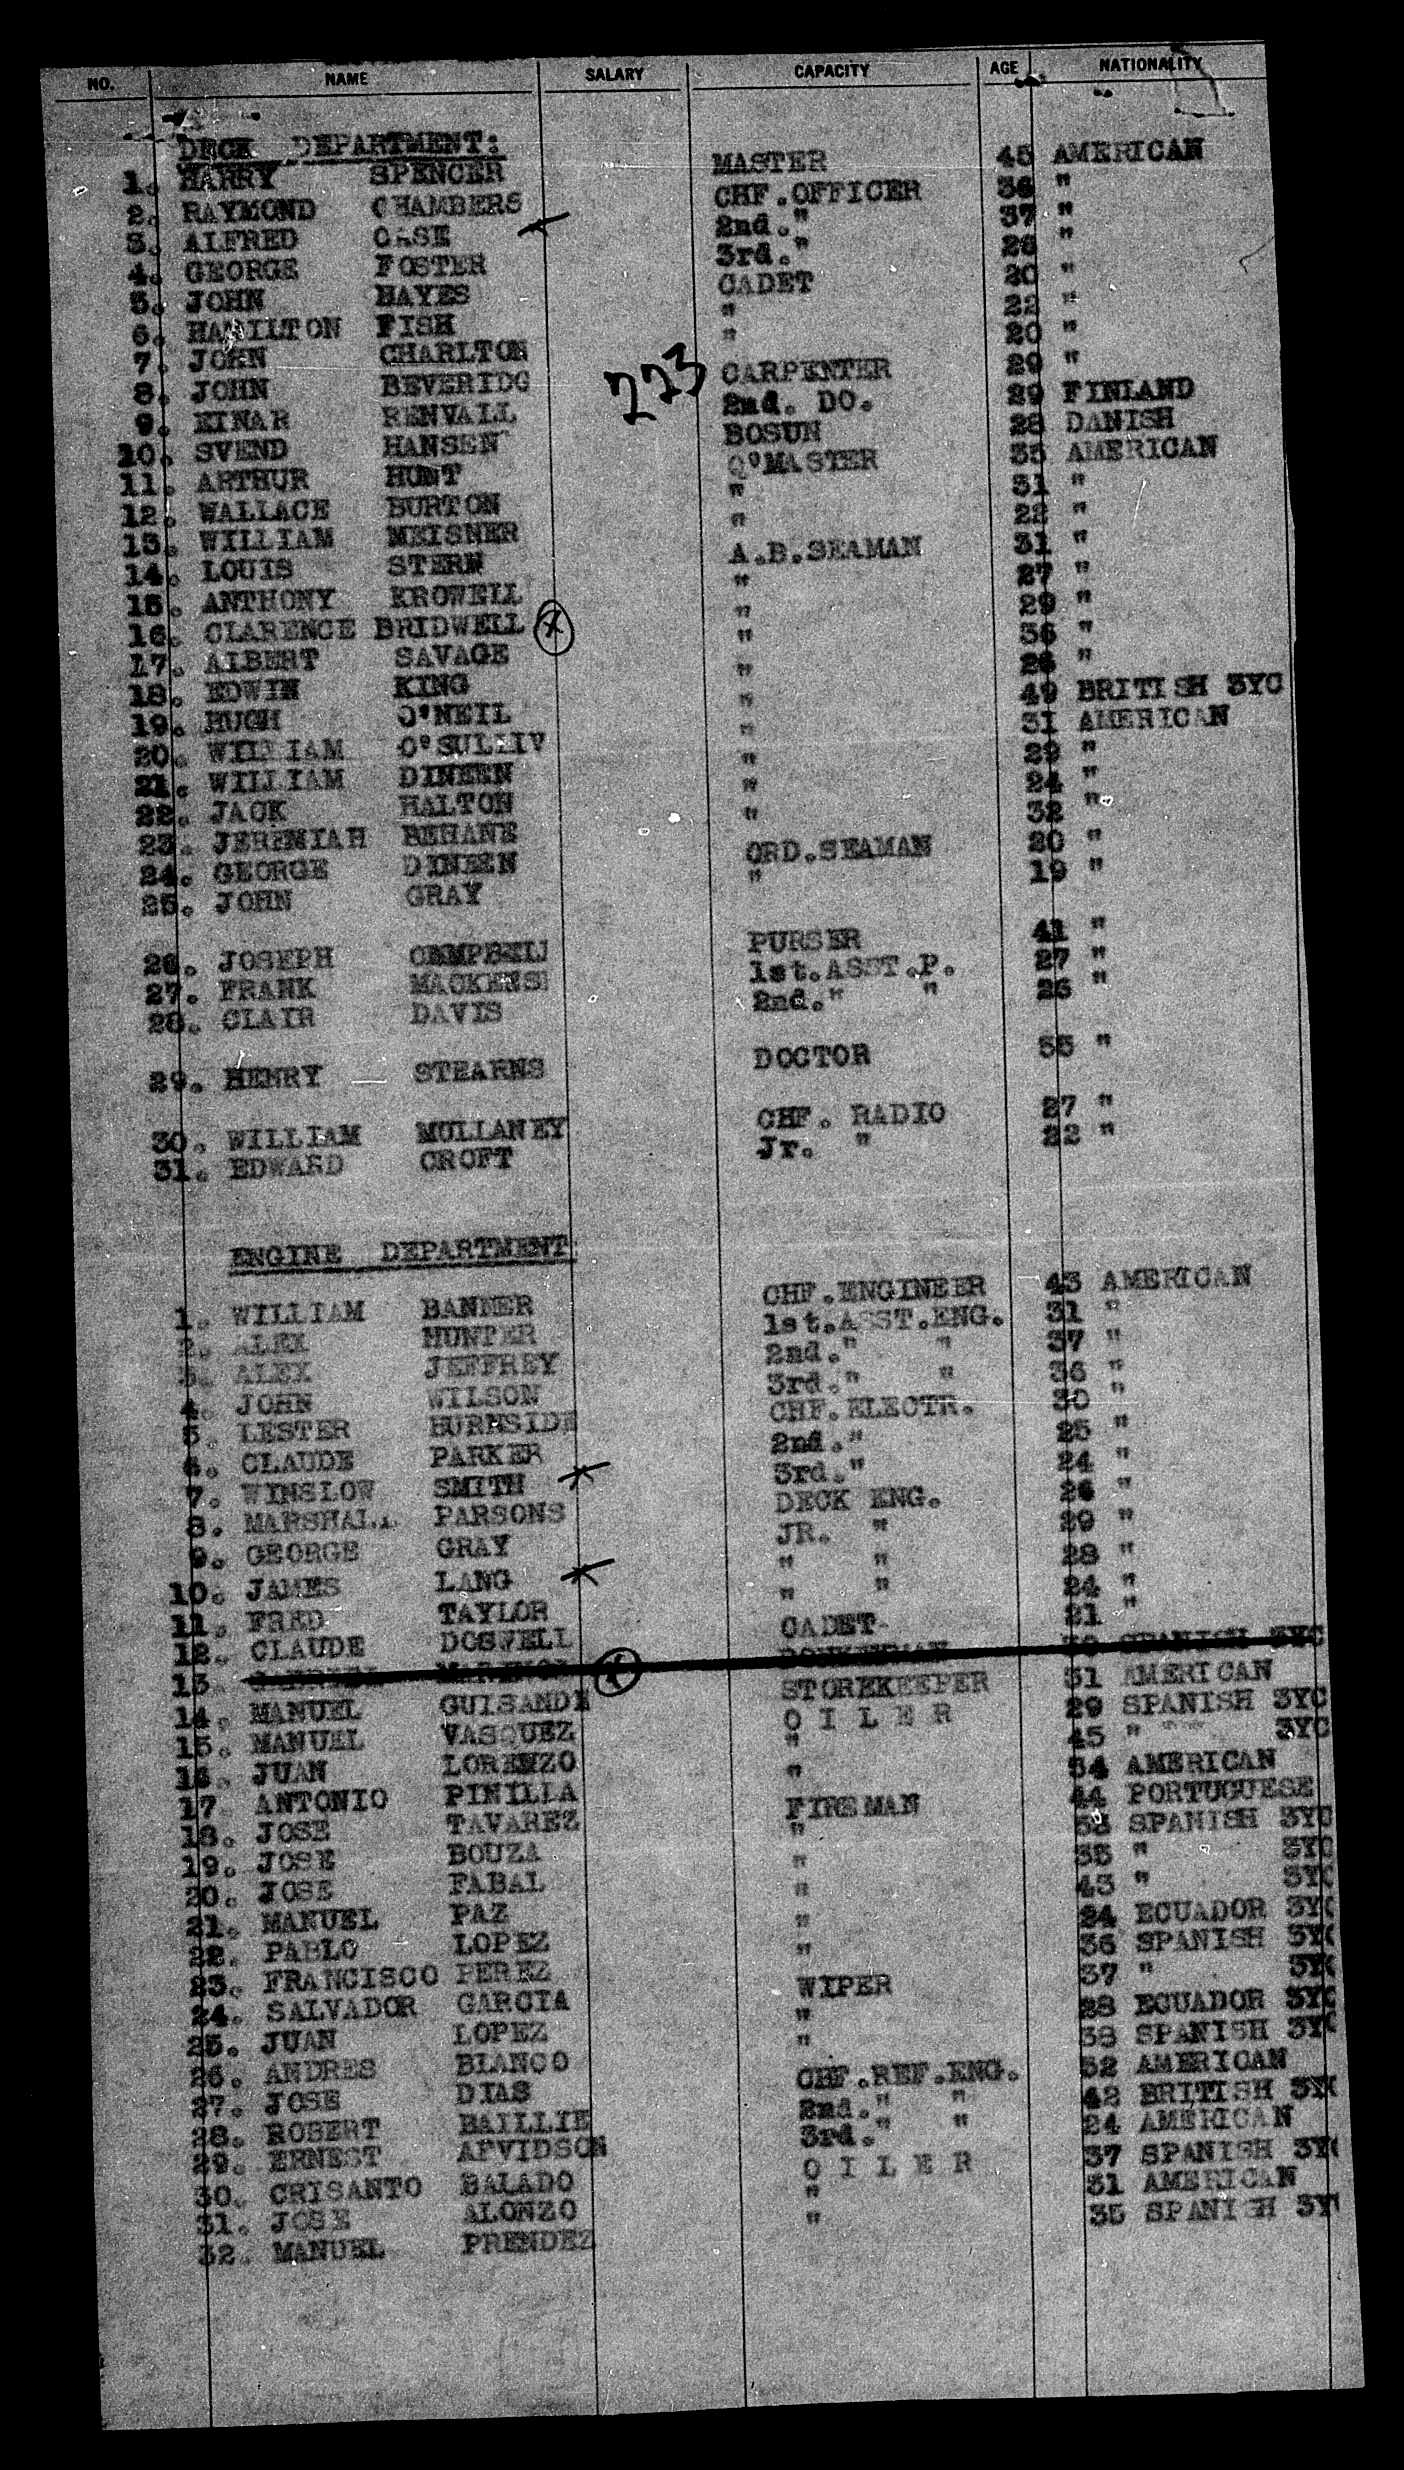 NO. NAME SALARY CAPACITY AGE NATIONALITY
DECK DEPARTMENT:
1. HARRY SPENCER MASTER 45 AMERICAN
2. RAYMOND CHAMBERS CHF.OFFICER 36 "
3. ALFRED CASE 2nd." 37 "
4. GEORGE FOSTER 3rd." 28 "
5. JOHN HAYES CADET 20 "
6. HAMILTON FISH " 22 "
7. JOHN CHARLTON " 20 "
8. JOHN BEVERIDG CARPENTER 29 "
223
9. EINAR RENVALL 2nd. DO. 29 FINLAND
10. SVEND HANSEN BOSUN 28 DANISH
11. ARTHUR HUNT Q'MASTER 35 AMERICAN
12. WALLACE BURTON " 31 "
13. WILLIAM MEISNER " 22 "
14. LOUIS STERN A.B.SEAMAN 31 "
15. ANTHONY KROWELL " 27 "
16. CLARENCE BRIDWELL X " 29 "
17. ALBERT SAVAGE " 36 "
18. EDWIN KING " 26 "
19. HUGH O'NEIL " 49 BRITISH 3YC
20. WILLIAM O'SULLIV " 31 AMERICAN
21. WILLIAM DINEEN " 29 "
22. JACK HALTON " 24 "
23. JEREMIAH BEHANE " 32 "
24. GEORGE DINEEN ORD.SEAMAN 20 "
25. JOHN GRAY " 19 "
26. JOSEPH CAMPBELL PURSER 41 "
27. FRANK MACKENSI 1st.ASST.P. 27 "
28. CLAIR DAVIS 2nd." " 26 "
29. HENRY STEARNS DOCTOR 55 "
30. WILLIAM MULLANEY CHF. RADIO 27 "
31. EDWARD CROFT Jr. " 22 "
ENGINE DEPARTMENT:
1. WILLIAM BANNER CHF.ENGINEER 43 AMERICAN
2. ALEX HUNTER 1st.ASST.ENG. 31 "
3. ALEX JEFFREY 2nd." " 37 "
4. JOHN WILSON 3rd." " 36 "
5. LESTER BURNSIDE CHF.ELECTR. 30 "
6. CLAUDE PARKER 2nd." 25 "
7. WINSLOW SMITH X 3rd." 24 "
8. MARSHALL PARSONS DECK ENG. 26 "
9. GEORGE GRAY JR. " 29 "
10. JAMES LANG X " " 28 "
11. FRED TAYLOR " " 24 "
12. CLAUDE DOSWELL CADET 21 "
13 X SPANISH 3YC
14. MANUEL GUISANDE STOREKEEPER 31 AMERICAN
15. MANUEL VASQUEZ O I L E R 29 SPANISH 3YC
16. JUAN LORENZO " 45 " 3YC
17 ANTONIO PINILLA " 34 AMERICAN
18. JOSE TAVAREZ FIREMAN 44 PORTUGUESE
19. JOSE BOUZA " 38 SPANISH 3YC
20. JOSE FABAL " 35 " 3YC
21. MANUEL PAZ " 43 " 3YC
22. PABLO LOPEZ " 24 ECUADOR 3YC
23. FRANCISCO PEREZ " 36 SPANISH 3YC
24. SALVADOR GARCIA WIPER 37 " 3YC
25. JUAN LOPEZ " 28 ECUADOR 3YC
26. ANDRES BLANCO " 38 SPANISH 3YC
27. JOSE DIAS CHF.REF.ENG. 52 AMERICAN
28. ROBERT BAILLIE 2nd." " 42 BRITISH 3YC
29. ERNEST ARVIDSON 3rd." " 24 AMERICAN
30. CRISANTO BALADO O I L E R 37 SPANISH 3YC
31. JOSE ALONZO " 31 AMERICAN
32. MANUEL PRENDEZ " 35 SPANISH 3Y